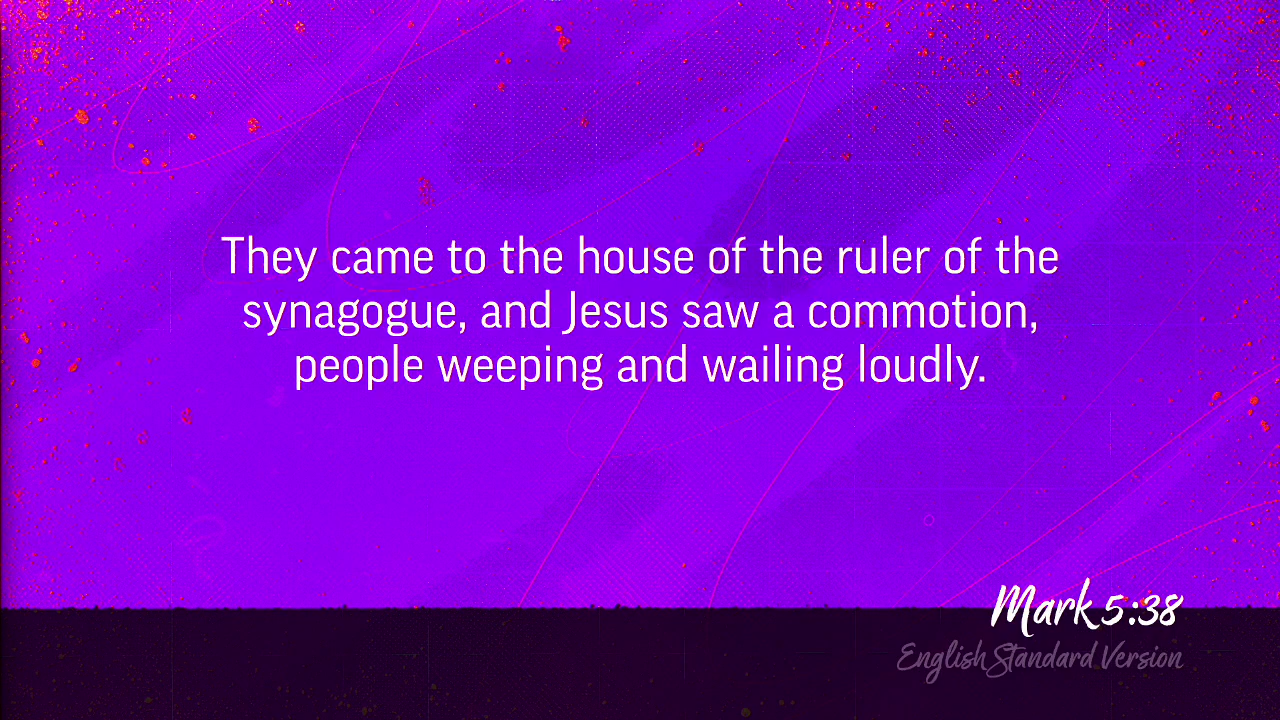 They came to the house of the ruler of the
synagogue, and Jesus saw a commotion,
people weeping and wailing loudly.
Mark 5:38
English Standard Version